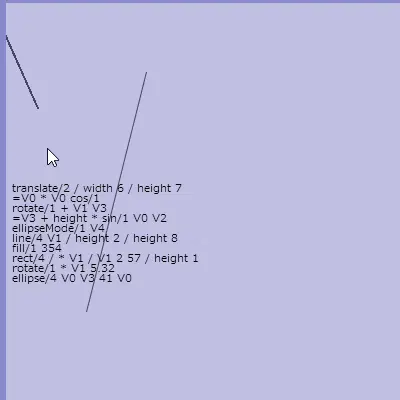 translate/2 / width 6 / height 7
=V0 * V0 cos/1
rotate/1 + V1 V3
=V3 + height * sin/1 V0 V2
ellipseMode/1 V4
line/4 V1 / height 2 / height 8
fill/1 354
rect/4 / * V1 / V1 2 57 / height 1
rotate/1 * V1 5.32
ellipse/4 V0 V3 41 V0